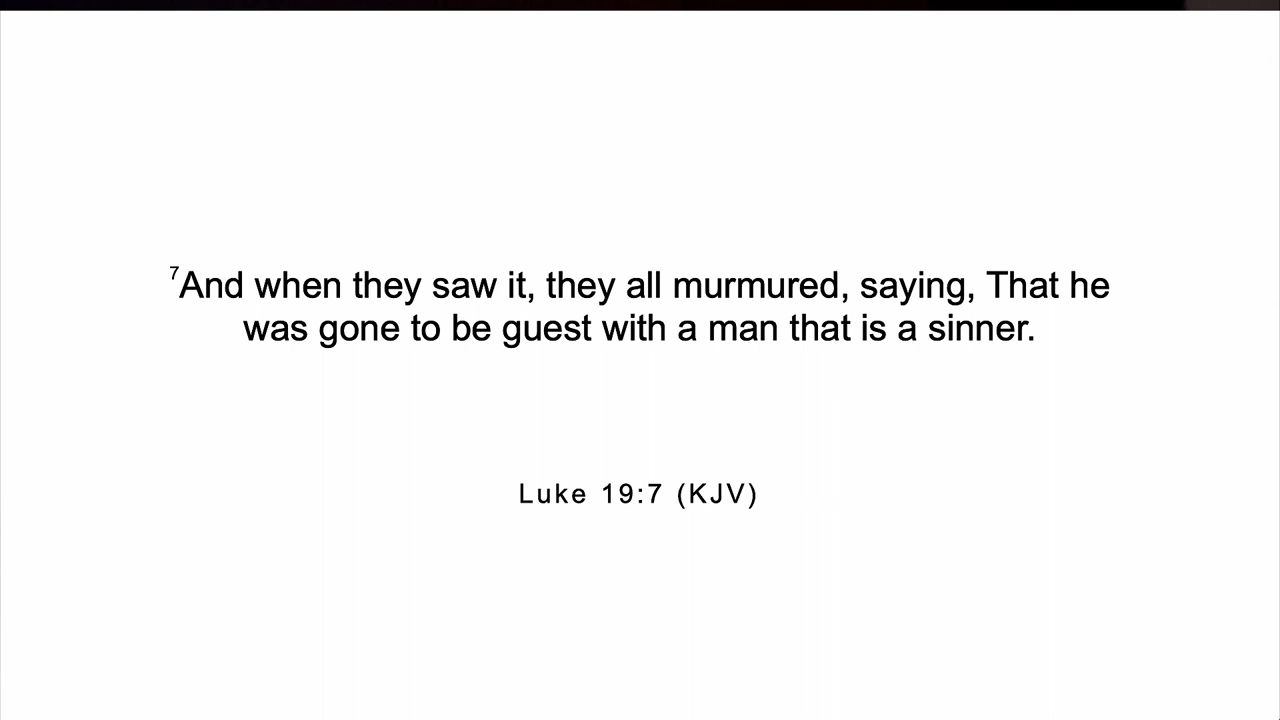 ⁷And when they saw it, they all murmured, saying, That he
was gone to be guest with a man that is a sinner.
Luke 19:7 (KJV)